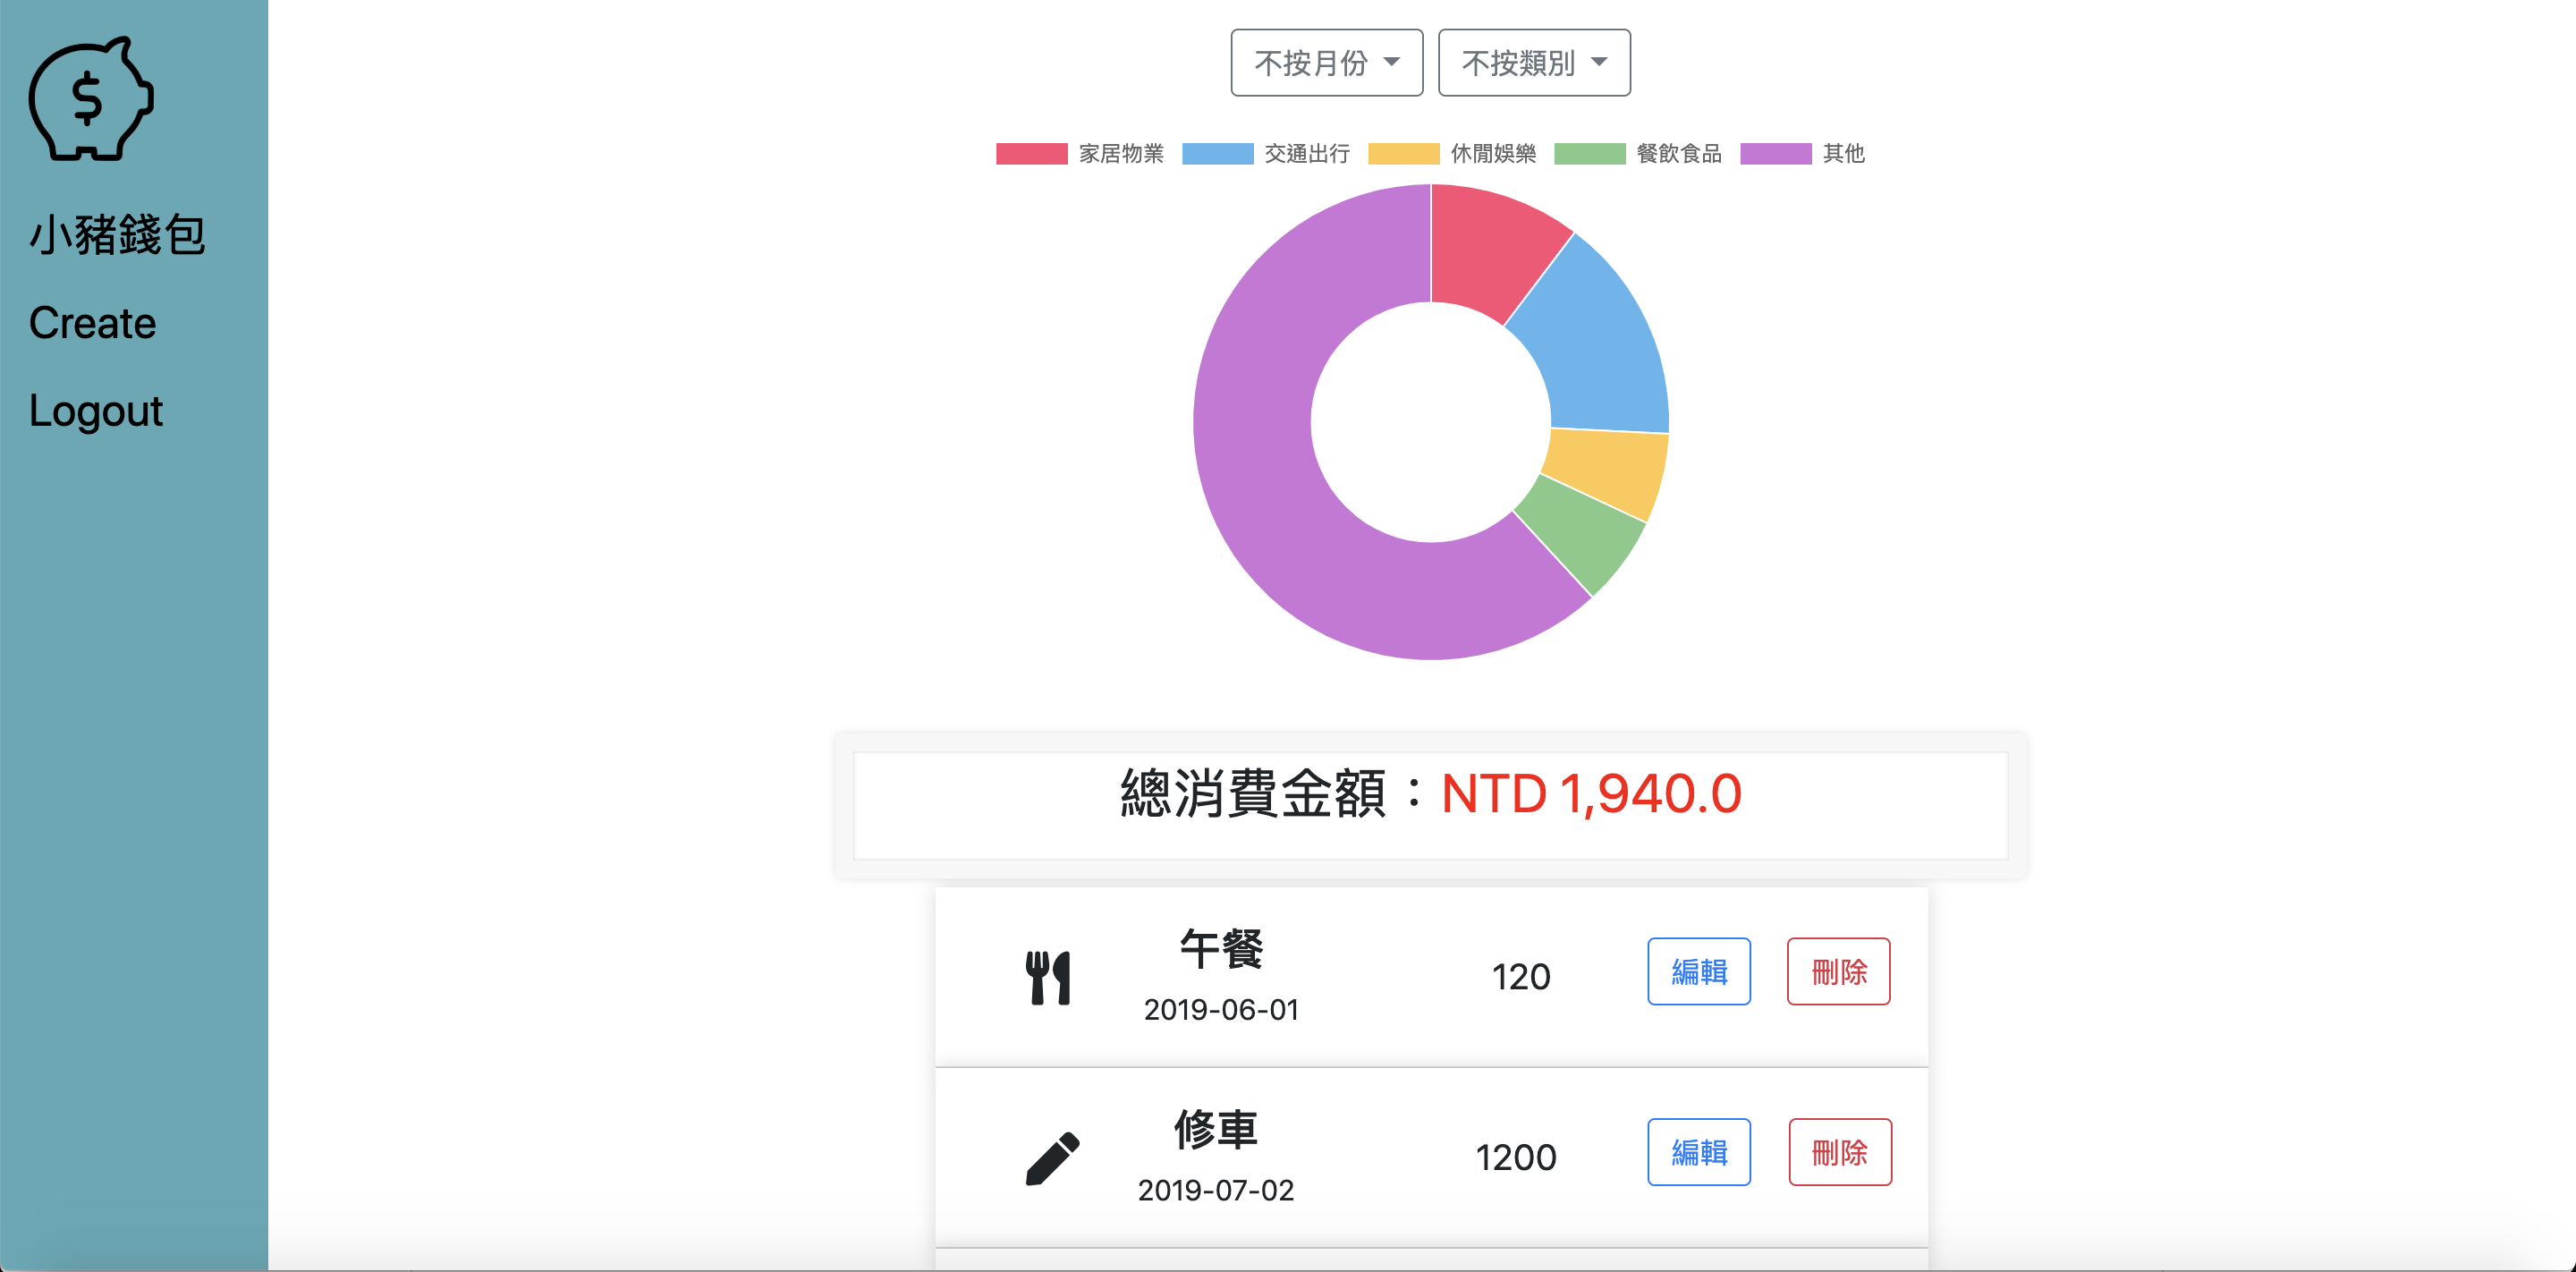 $
小豬錢包
Create
Logout
不按月份 不按類別
家居物業 交通出行 休閒娛樂 餐飲食品 其他
總消費金額：NTD 1,940.0
午餐
2019-06-01
120
編輯 刪除
修車
2019-07-02
1200
編輯 刪除